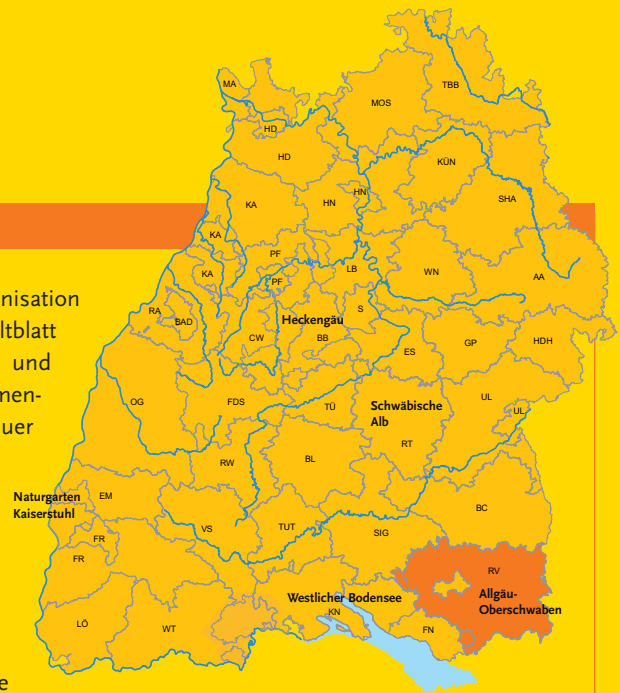 MA
MOS
TBB
HD
HD
KÜN
KA
HN
HN
SHA
KA
PF
WN
KA
PF
LB
AA
nisation
RA
BAD
S
Heckengäu
ltblatt
CW
BB
ES
GP
HDH
und
men-
OG
FDS
TÜ
Schwäbische
Alb
UL
UL
uer
RT
RW
BL
Naturgarten
Kaiserstuhl
EM
BC
VS
TUT
SIG
FR
FR
RV
Westlicher Bodensee
Allgäu-
Oberschwaben
KN
FN
LÖ
WT
e